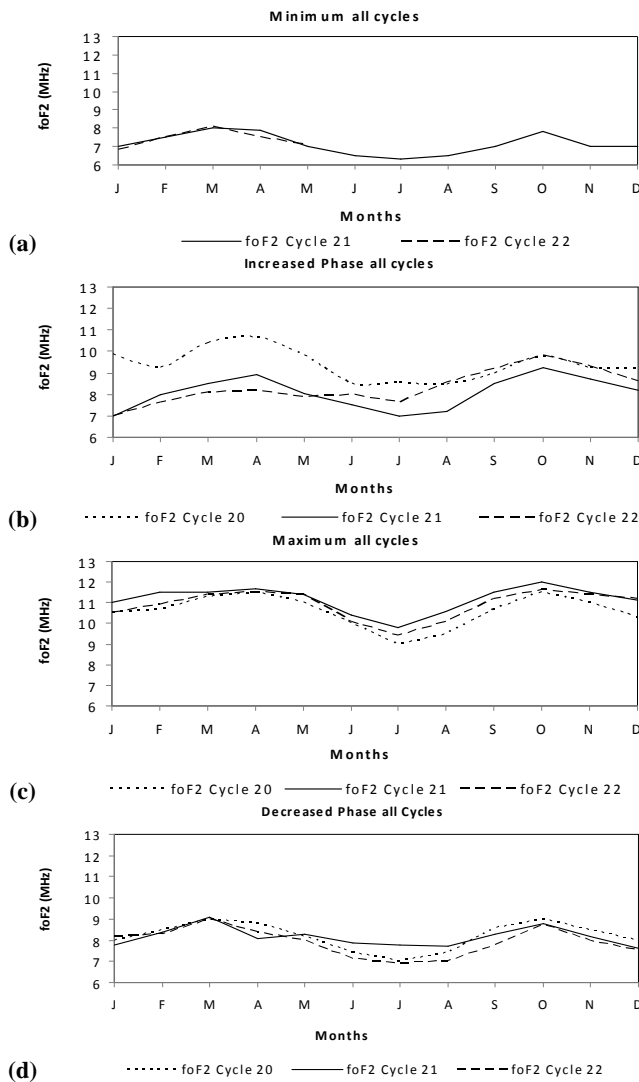 Minimum all cycles
13
12
11
10
9
8
7
6
foF2 (MHz)
J F M A M J J A S O N D
Months
(a)
foF2 Cycle 21 foF2 Cycle 22
Increased Phase all cycles
13
12
11
10
9
8
7
6
foF2 (MHz)
J F M A M J J A S O N D
Months
(b)
foF2 Cycle 20 foF2 Cycle 21 foF2 Cycle 22
Maximum all cycles
13
12
11
10
9
8
7
6
foF2 (MHz)
J F M A M J J A S O N D
Months
(c)
foF2 Cycle 20 foF2 Cycle 21 foF2 Cycle 22
Decreased Phase all Cycles
13
12
11
10
9
8
7
6
foF2 (MHz)
J F M A M J J A S O N D
Months
(d)
foF2 Cycle 20 foF2 Cycle 21 foF2 Cycle 22